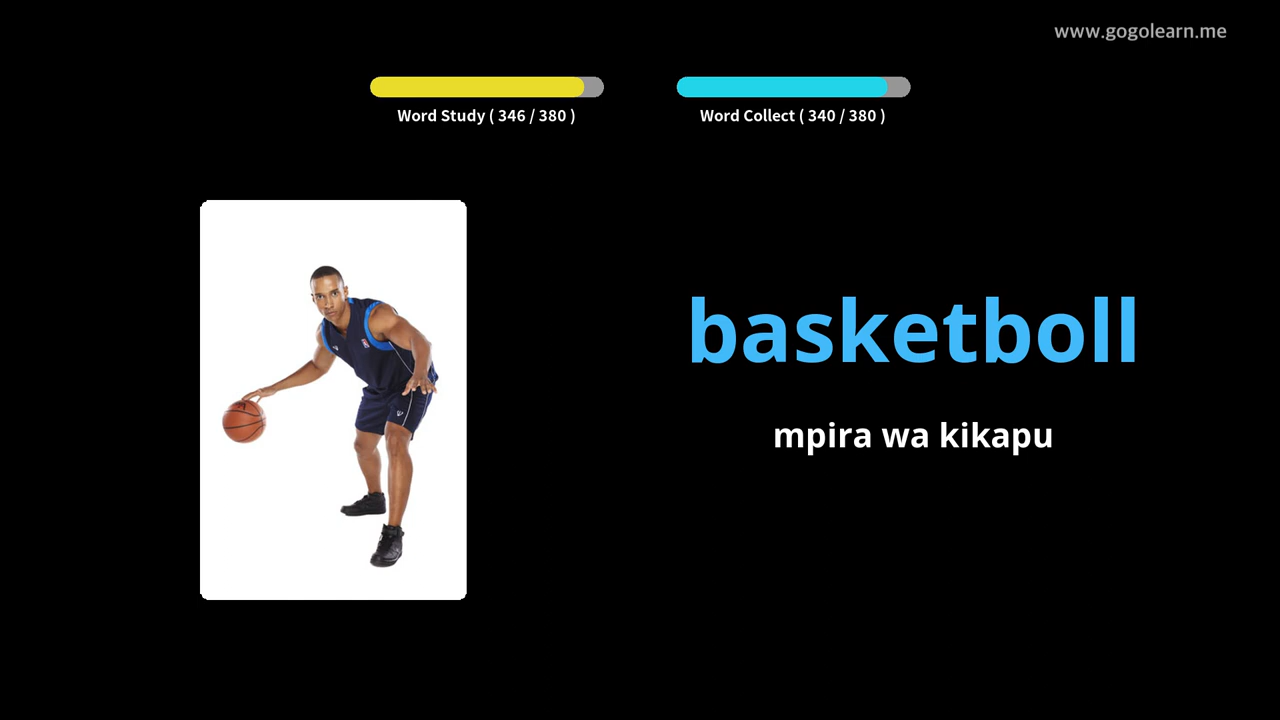 www.gogolearn.me
Word Study ( 346 / 380 )
Word Collect ( 340 / 380 )
basketboll
mpira wa kikapu